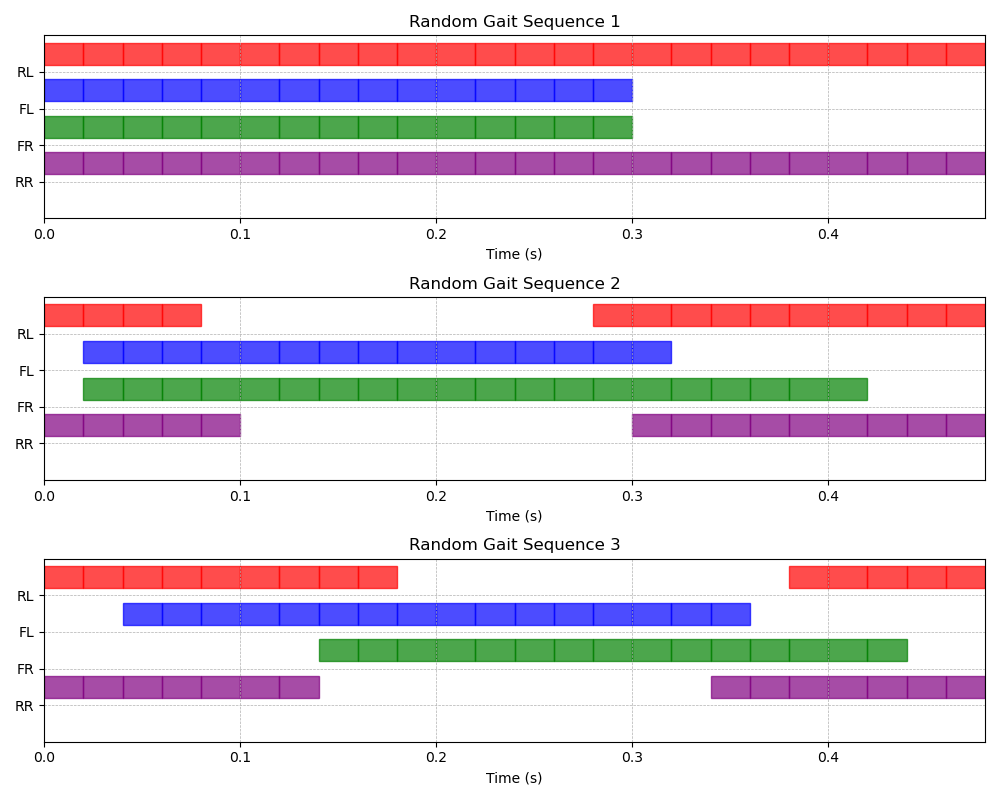 Random Gait Sequence 1
RL
FL
FR
RR
0.0 0.1 0.2 0.3 0.4
Time (s)
Random Gait Sequence 2
RL
FL
FR
RR
0.0 0.1 0.2 0.3 0.4
Time (s)
Random Gait Sequence 3
RL
FL
FR
RR
0.0 0.1 0.2 0.3 0.4
Time (s)